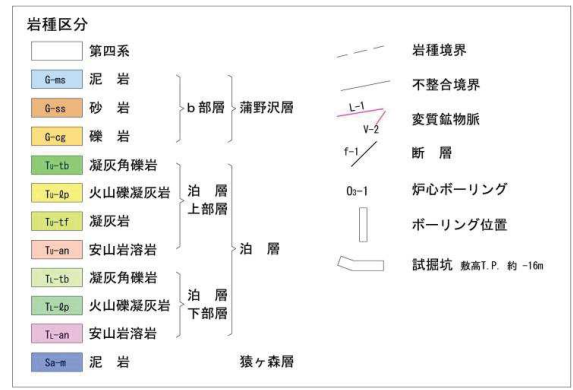 岩種区分
第四系
G-ms 泥 岩
G-ss 砂 岩
G-cg 礫 岩
b部層 蒲野沢層
Tu-tb 凝灰角礫岩
Tu-ℓp 火山礫凝灰岩
Tu-tf 凝灰岩
Tu-an 安山岩溶岩
泊 層
上部層
TL-tb 凝灰角礫岩
TL-ℓp 火山礫凝灰岩
TL-an 安山岩溶岩
泊 層
下部層
泊 層
Sa-m 泥 岩 猿ヶ森層
岩種境界
不整合境界
L-1
V-2
変質鉱物脈
f-1 断 層
O3-1 炉心ボーリング
ボーリング位置
試掘坑 敷高T.P. 約 -16m